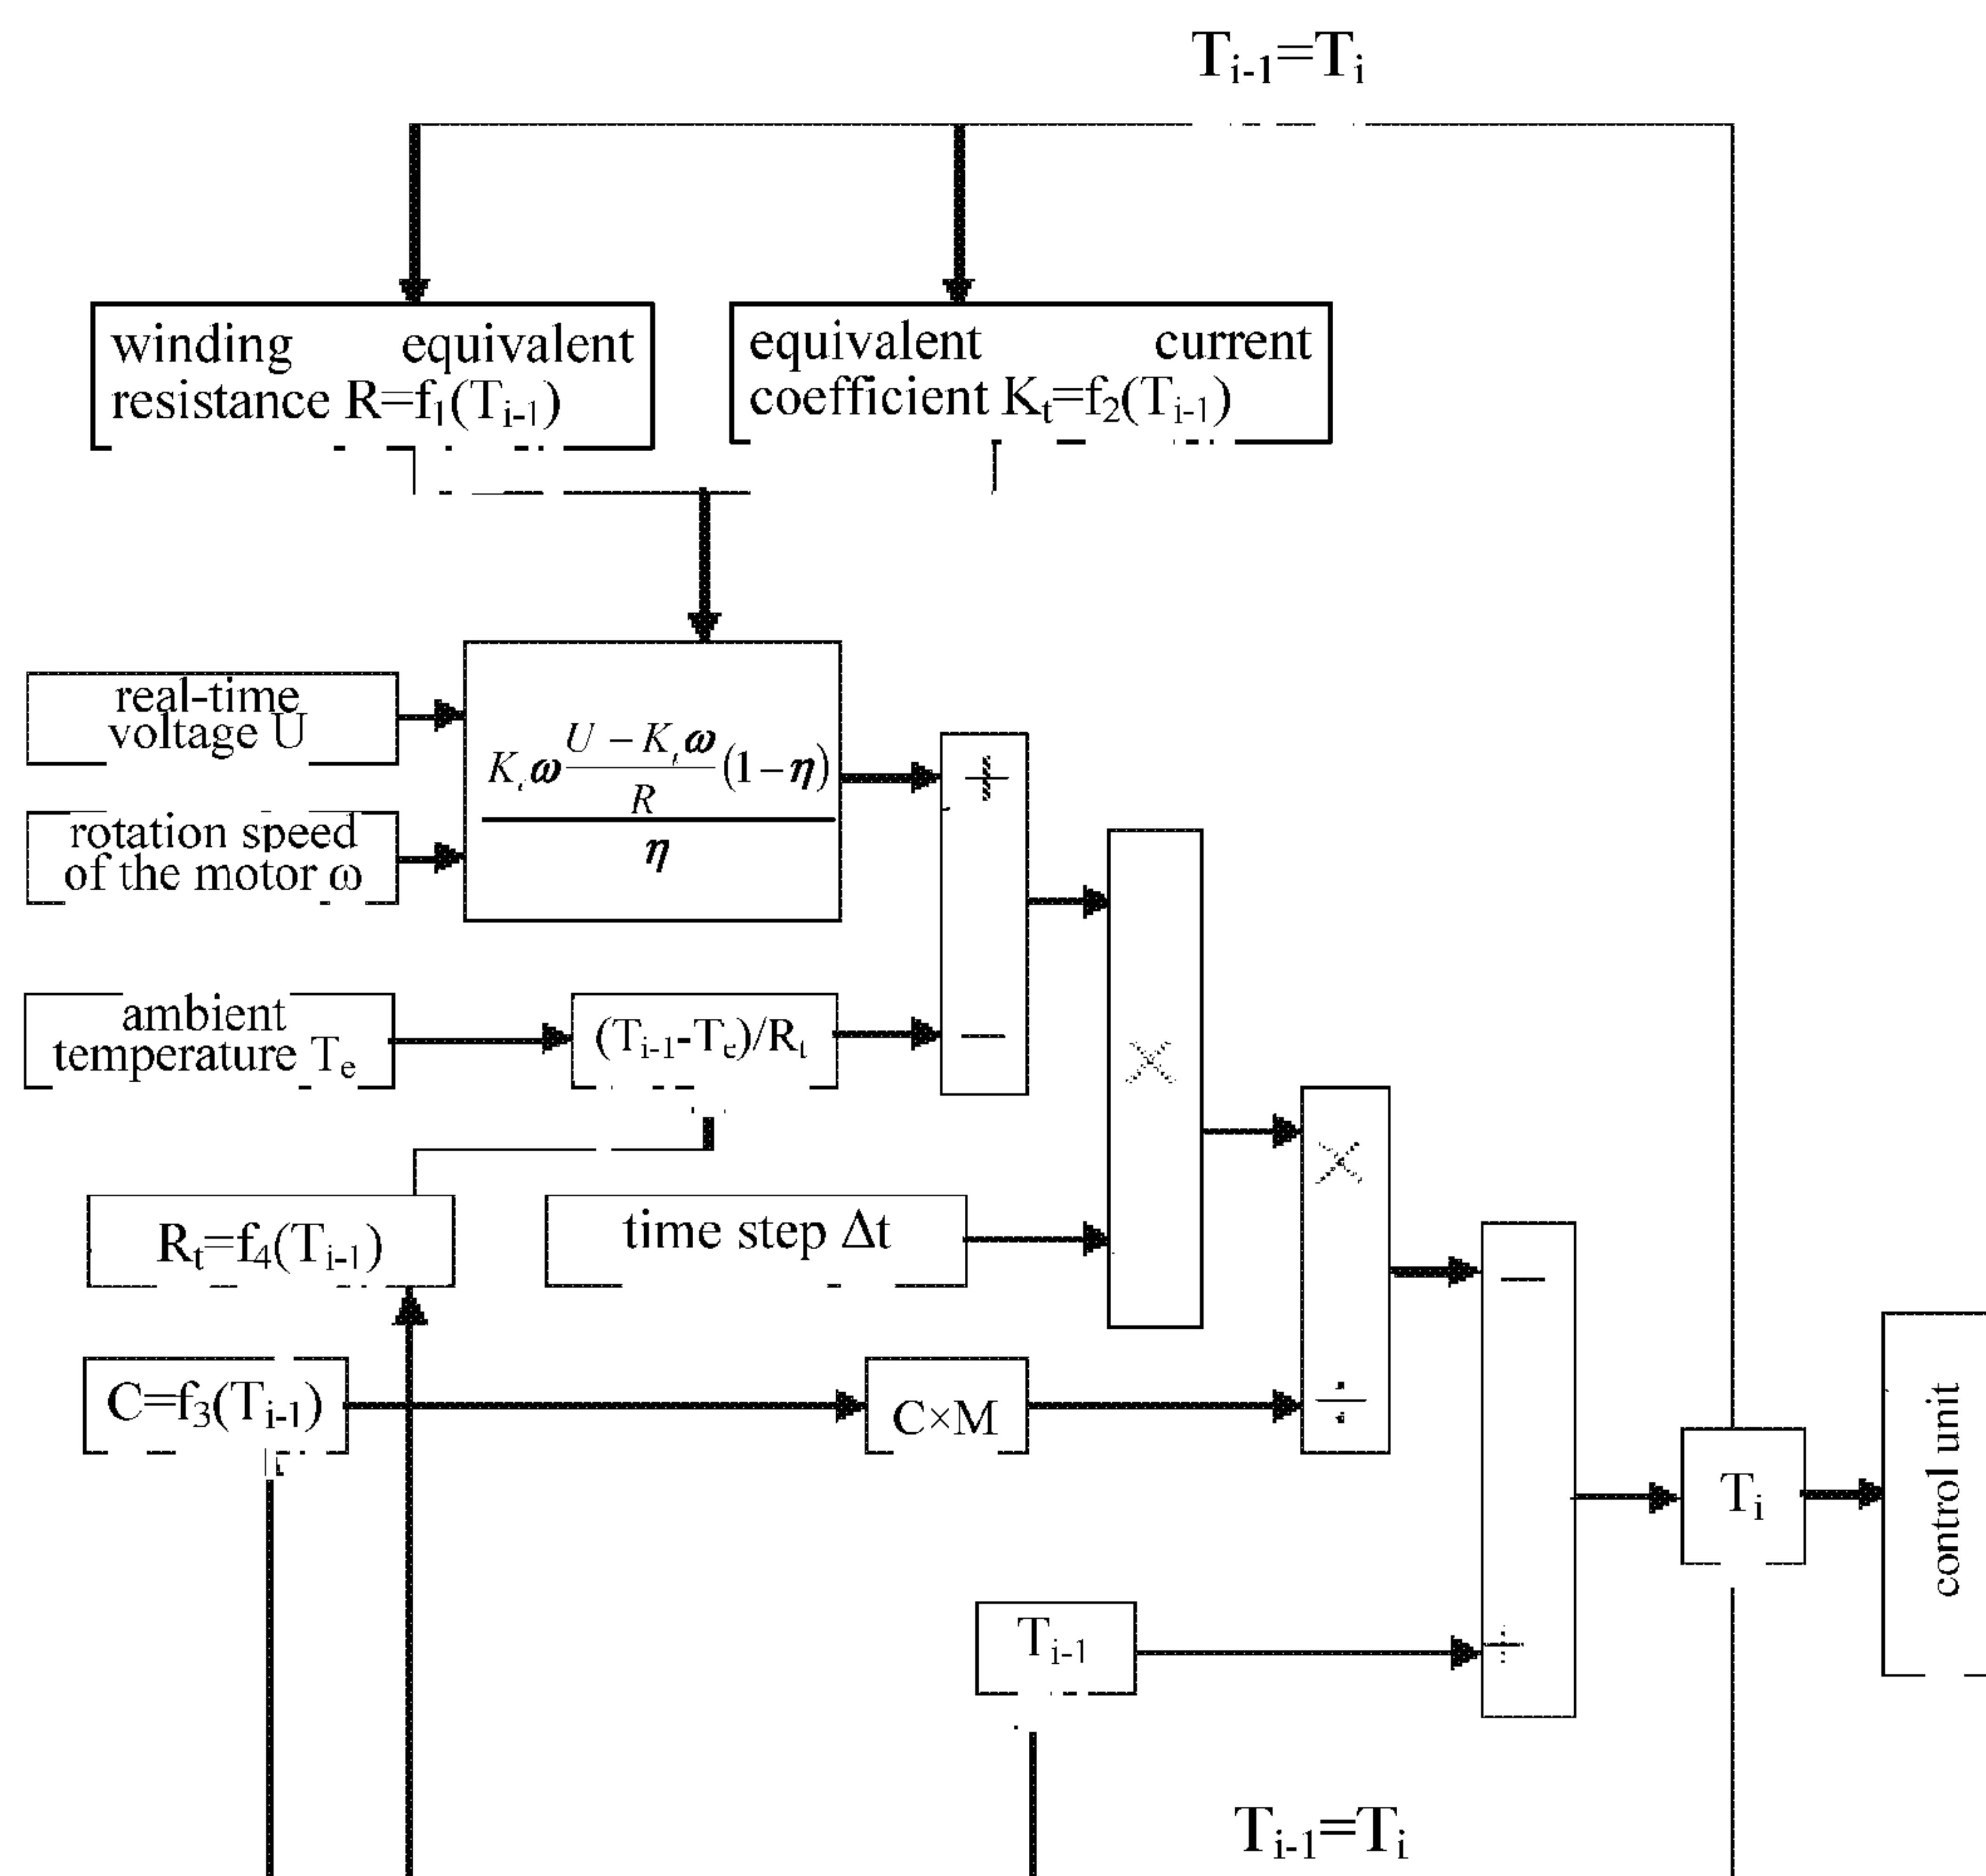 Tᵢ₋₁=Tᵢ
winding equivalent
resistance R=f₁(Tᵢ₋₁)
equivalent current
coefficient Kₜ=f₂(Tᵢ₋₁)
real-time
voltage U
rotation speed
of the motor ω
U − Kₜω
Kₜω (1−η)
R
η
+
−
ambient
temperature Tₑ
(Tᵢ₋₁-Tₑ)/Rₜ
×
Rₜ=f₄(Tᵢ₋₁)
time step Δt
×
÷
C=f₃(Tᵢ₋₁)
C×M
−
+
Tᵢ₋₁
Tᵢ
control unit
Tᵢ₋₁=Tᵢ